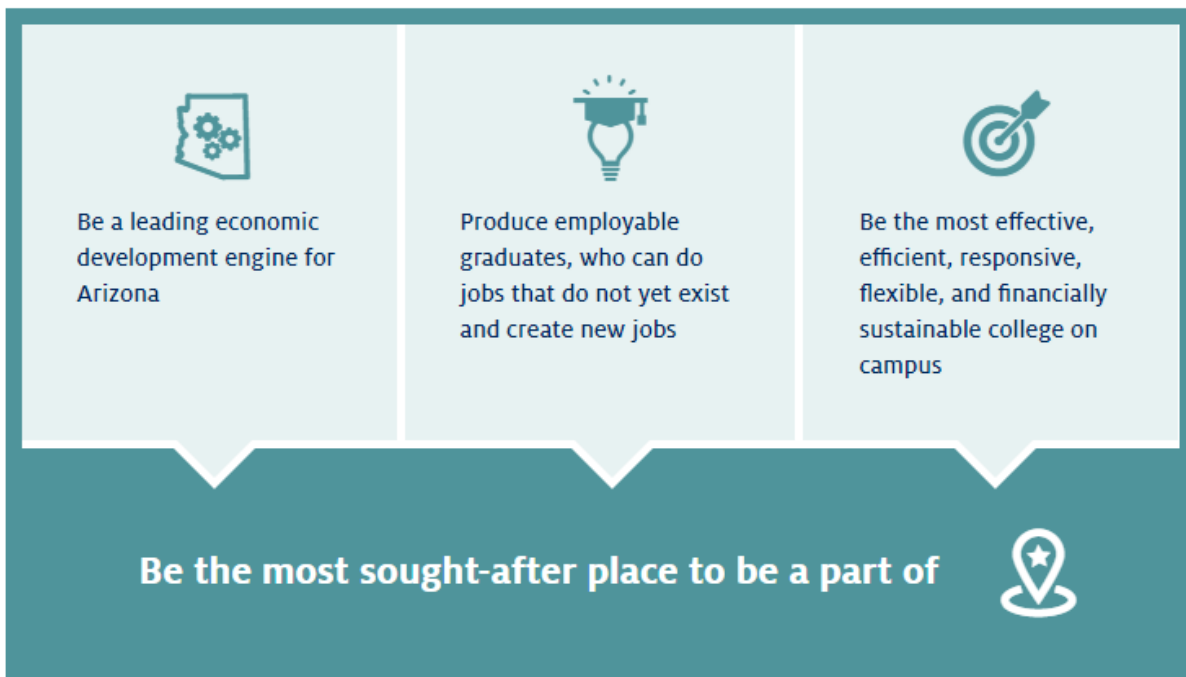 Be a leading economic
development engine for
Arizona
Produce employable
graduates, who can do
jobs that do not yet exist
and create new jobs
Be the most effective,
efficient, responsive,
flexible, and financially
sustainable college on
campus
Be the most sought-after place to be a part of